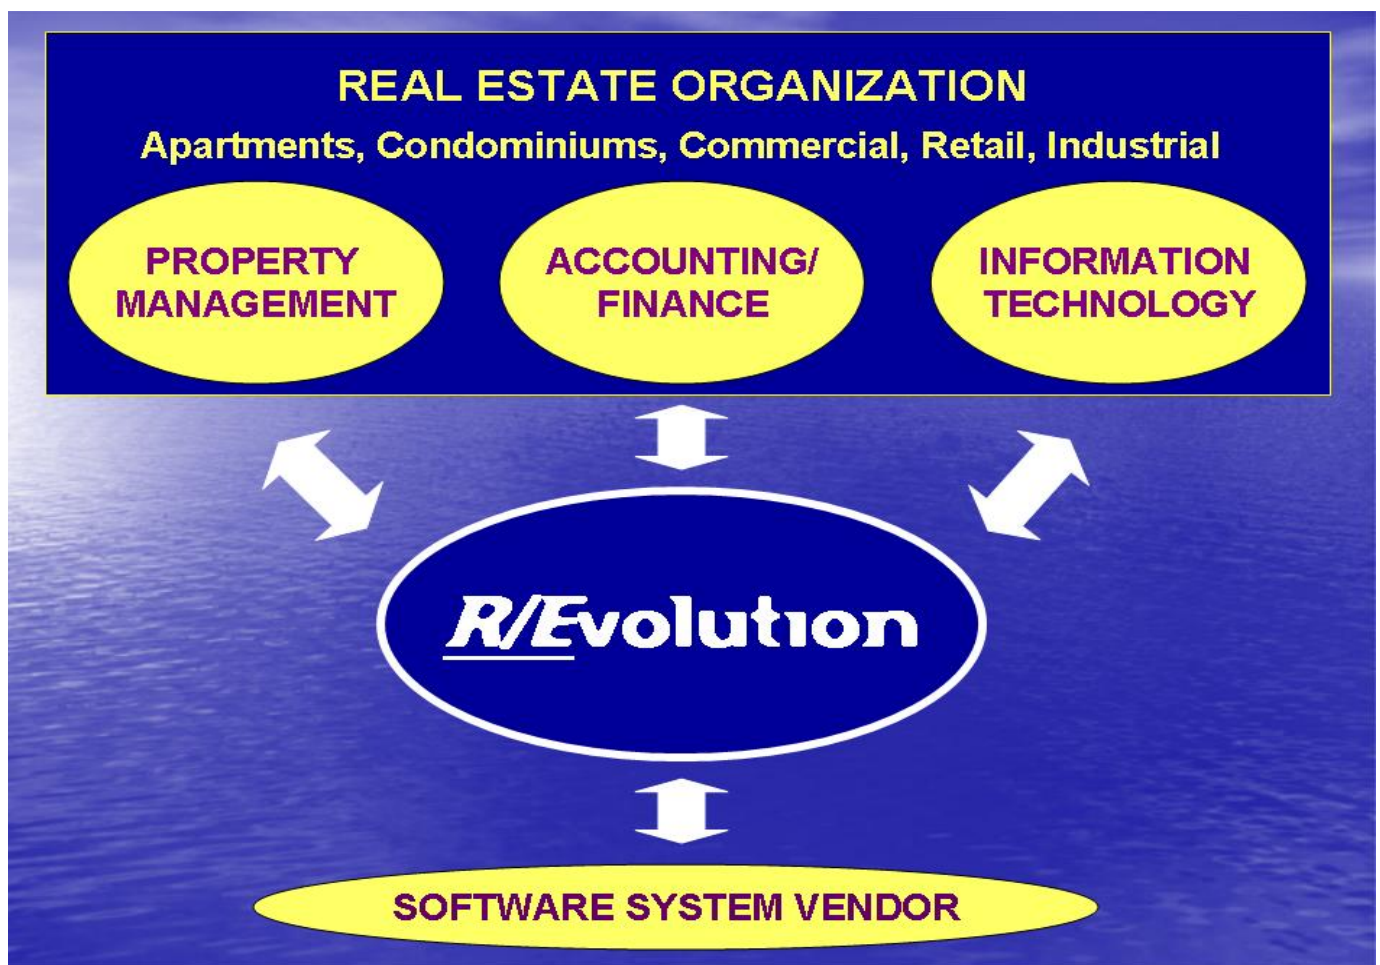 REAL ESTATE ORGANIZATION
Apartments, Condominiums, Commercial, Retail, Industrial
PROPERTY
MANAGEMENT
ACCOUNTING/
FINANCE
INFORMATION
TECHNOLOGY
R/Evolution
SOFTWARE SYSTEM VENDOR